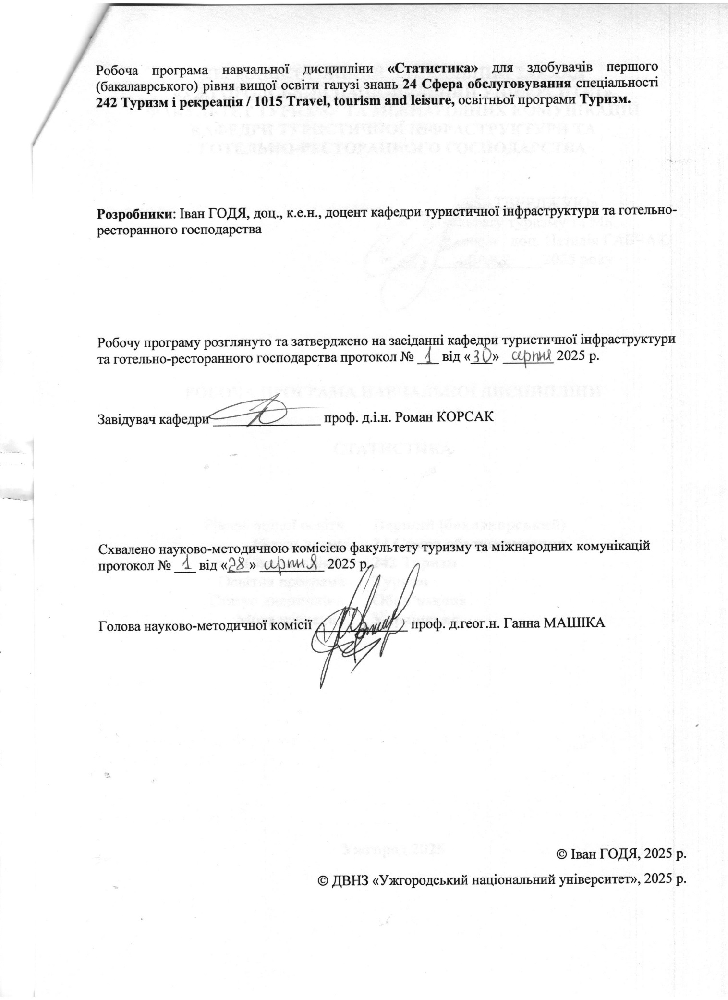 Робоча програма навчальної дисципліни «Статистика» для здобувачів першого
(бакалаврського) рівня вищої освіти галузі знань 24 Сфера обслуговування спеціальності
242 Туризм і рекреація / 1015 Travel, tourism and leisure, освітньої програми Туризм.
Розробники: Іван ГОДЯ, доц., к.е.н., доцент кафедри туристичної інфраструктури та готельно-
ресторанного господарства
Робочу програму розглянуто та затверджено на засіданні кафедри туристичної інфраструктури
та готельно-ресторанного господарства протокол № 1 від «30» серпня 2025 р.
Завідувач кафедри ________________ проф. д.і.н. Роман КОРСАК
Схвалено науково-методичною комісією факультету туризму та міжнародних комунікацій
протокол № 1 від «28» серпня 2025 р.
Голова науково-методичної комісії ______________ проф. д.геог.н. Ганна МАШІКА
© Іван ГОДЯ, 2025 р.
© ДВНЗ «Ужгородський національний університет», 2025 р.